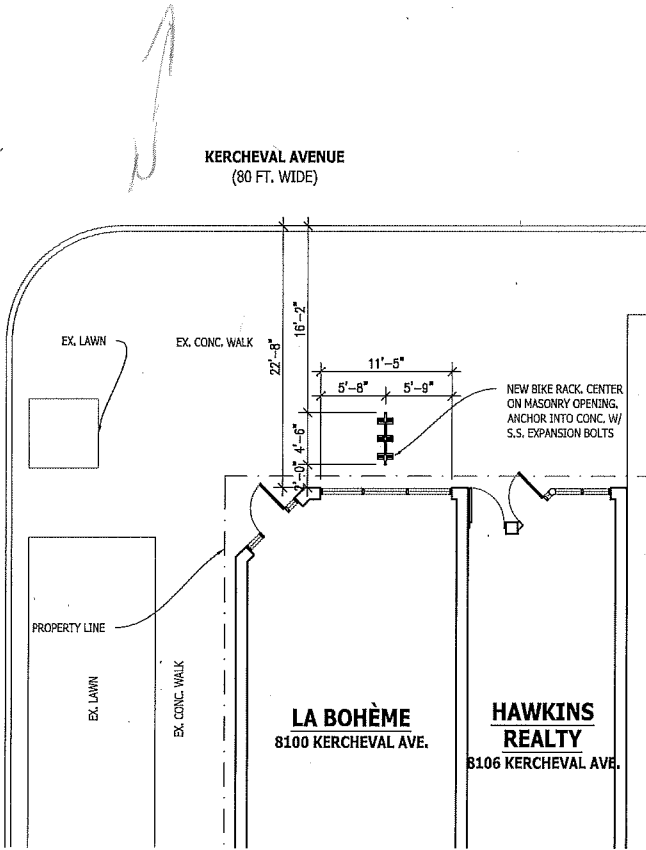 KERCHEVAL AVENUE
(80 FT. WIDE)
EX. LAWN
EX. CONC. WALK
22'-8"
16'-2"
11'-5"
5'-8"
5'-9"
4'-6"
2'-0"
NEW BIKE RACK. CENTER
ON MASONRY OPENING.
ANCHOR INTO CONC. W/
S.S. EXPANSION BOLTS
PROPERTY LINE
EX. LAWN
EX. CONC. WALK
LA BOHÈME
8100 KERCHEVAL AVE.
HAWKINS
REALTY
8106 KERCHEVAL AVE.